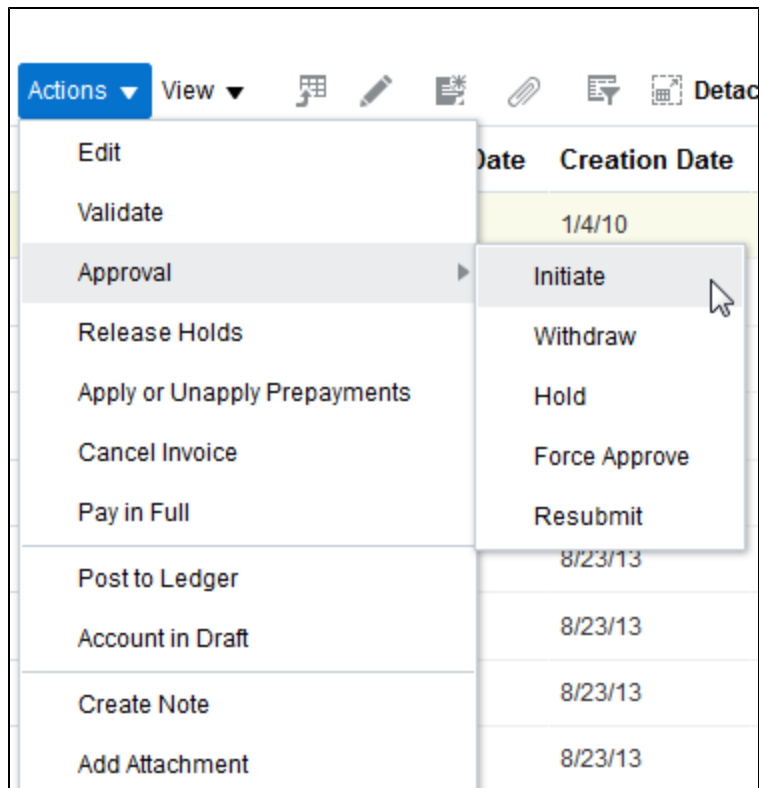 Actions View Detac
Edit
Date Creation Date
Validate
1/4/10
Approval
Initiate
Release Holds
Withdraw
Apply or Unapply Prepayments
Hold
Cancel Invoice
Force Approve
Pay in Full
Resubmit
8/23/13
Post to Ledger
8/23/13
Account in Draft
8/23/13
Create Note
8/23/13
Add Attachment